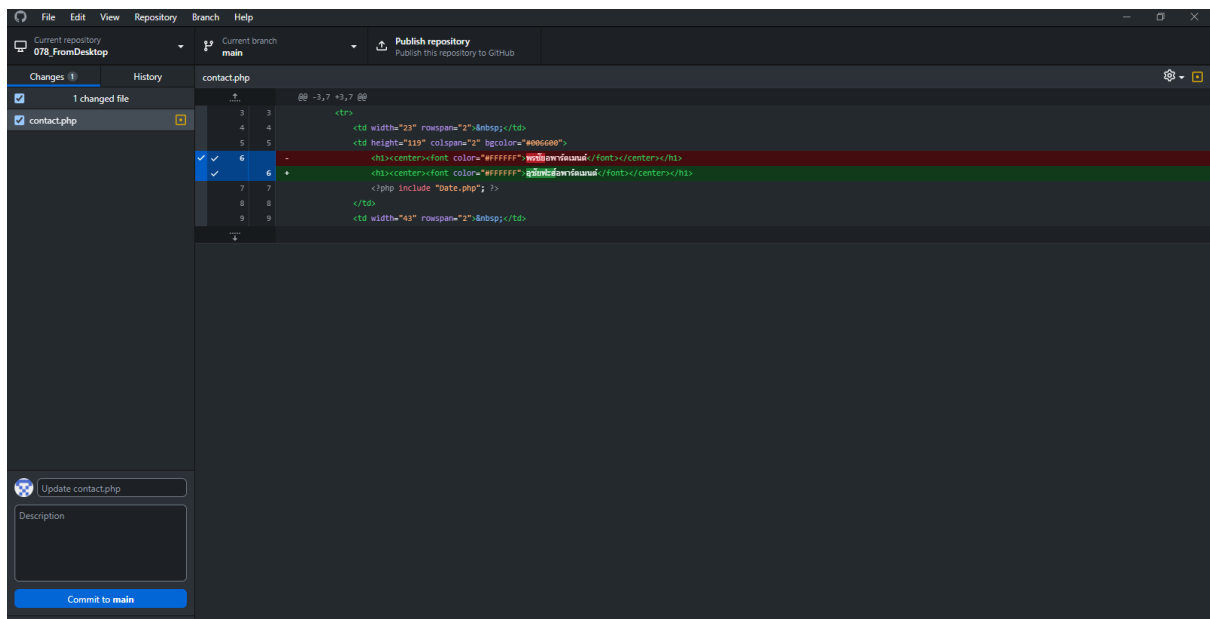 File Edit View Repository Branch Help
Current repository
078_FromDesktop
Current branch
main
Publish repository
Publish this repository to GitHub
Changes 1 History
contact.php
1 changed file
contact.php
@@ -3,7 +3,7 @@
3 3 <tr>
4 4 <td width="23" rowspan="2">&nbsp;</td>
5 5 <td height="119" colspan="2" bgcolor="#006600">
6 - <h1><center><font color="#FFFFFF">พรชัยอพาร์ตเมนต์</font></center></h1>
6 + <h1><center><font color="#FFFFFF">อุชัยฟะฮ์อพาร์ตเมนต์</font></center></h1>
7 7 <?php include "Date.php"; ?>
8 8 </td>
9 9 <td width="43" rowspan="2">&nbsp;</td>
Update contact.php
Description
Commit to main